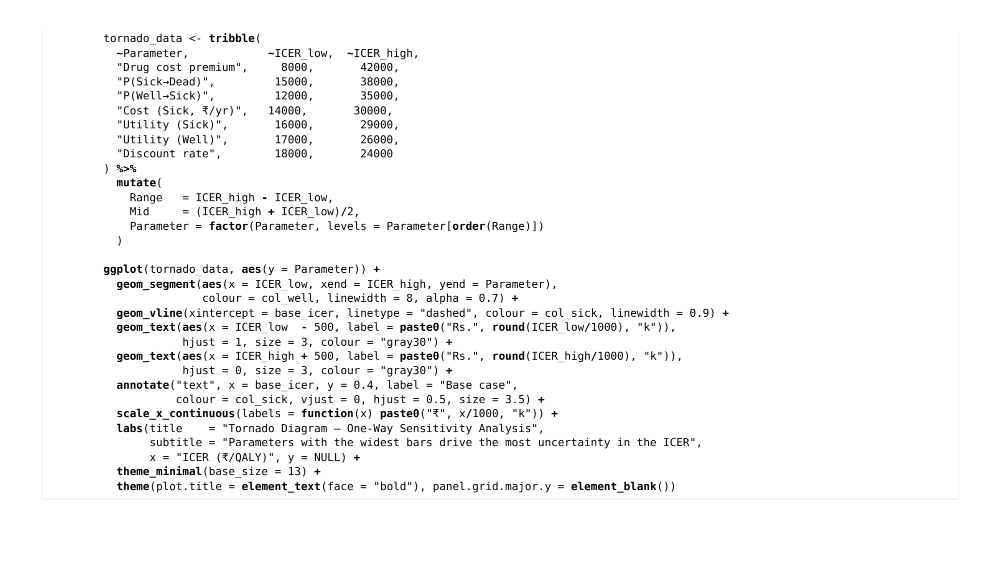 tornado_data <- tribble(
  ~Parameter,            ~ICER_low,  ~ICER_high,
  "Drug cost premium",     8000,       42000,
  "P(Sick→Dead)",         15000,       38000,
  "P(Well→Sick)",         12000,       35000,
  "Cost (Sick, ₹/yr)",   14000,       30000,
  "Utility (Sick)",       16000,       29000,
  "Utility (Well)",       17000,       26000,
  "Discount rate",        18000,       24000
) %>%
  mutate(
    Range   = ICER_high - ICER_low,
    Mid     = (ICER_high + ICER_low)/2,
    Parameter = factor(Parameter, levels = Parameter[order(Range)])
  )

ggplot(tornado_data, aes(y = Parameter)) +
  geom_segment(aes(x = ICER_low, xend = ICER_high, yend = Parameter),
               colour = col_well, linewidth = 8, alpha = 0.7) +
  geom_vline(xintercept = base_icer, linetype = "dashed", colour = col_sick, linewidth = 0.9) +
  geom_text(aes(x = ICER_low  - 500, label = paste0("Rs.", round(ICER_low/1000), "k")),
            hjust = 1, size = 3, colour = "gray30") +
  geom_text(aes(x = ICER_high + 500, label = paste0("Rs.", round(ICER_high/1000), "k")),
            hjust = 0, size = 3, colour = "gray30") +
  annotate("text", x = base_icer, y = 0.4, label = "Base case",
           colour = col_sick, vjust = 0, hjust = 0.5, size = 3.5) +
  scale_x_continuous(labels = function(x) paste0("₹", x/1000, "k")) +
  labs(title    = "Tornado Diagram — One-Way Sensitivity Analysis",
       subtitle = "Parameters with the widest bars drive the most uncertainty in the ICER",
       x = "ICER (₹/QALY)", y = NULL) +
  theme_minimal(base_size = 13) +
  theme(plot.title = element_text(face = "bold"), panel.grid.major.y = element_blank())